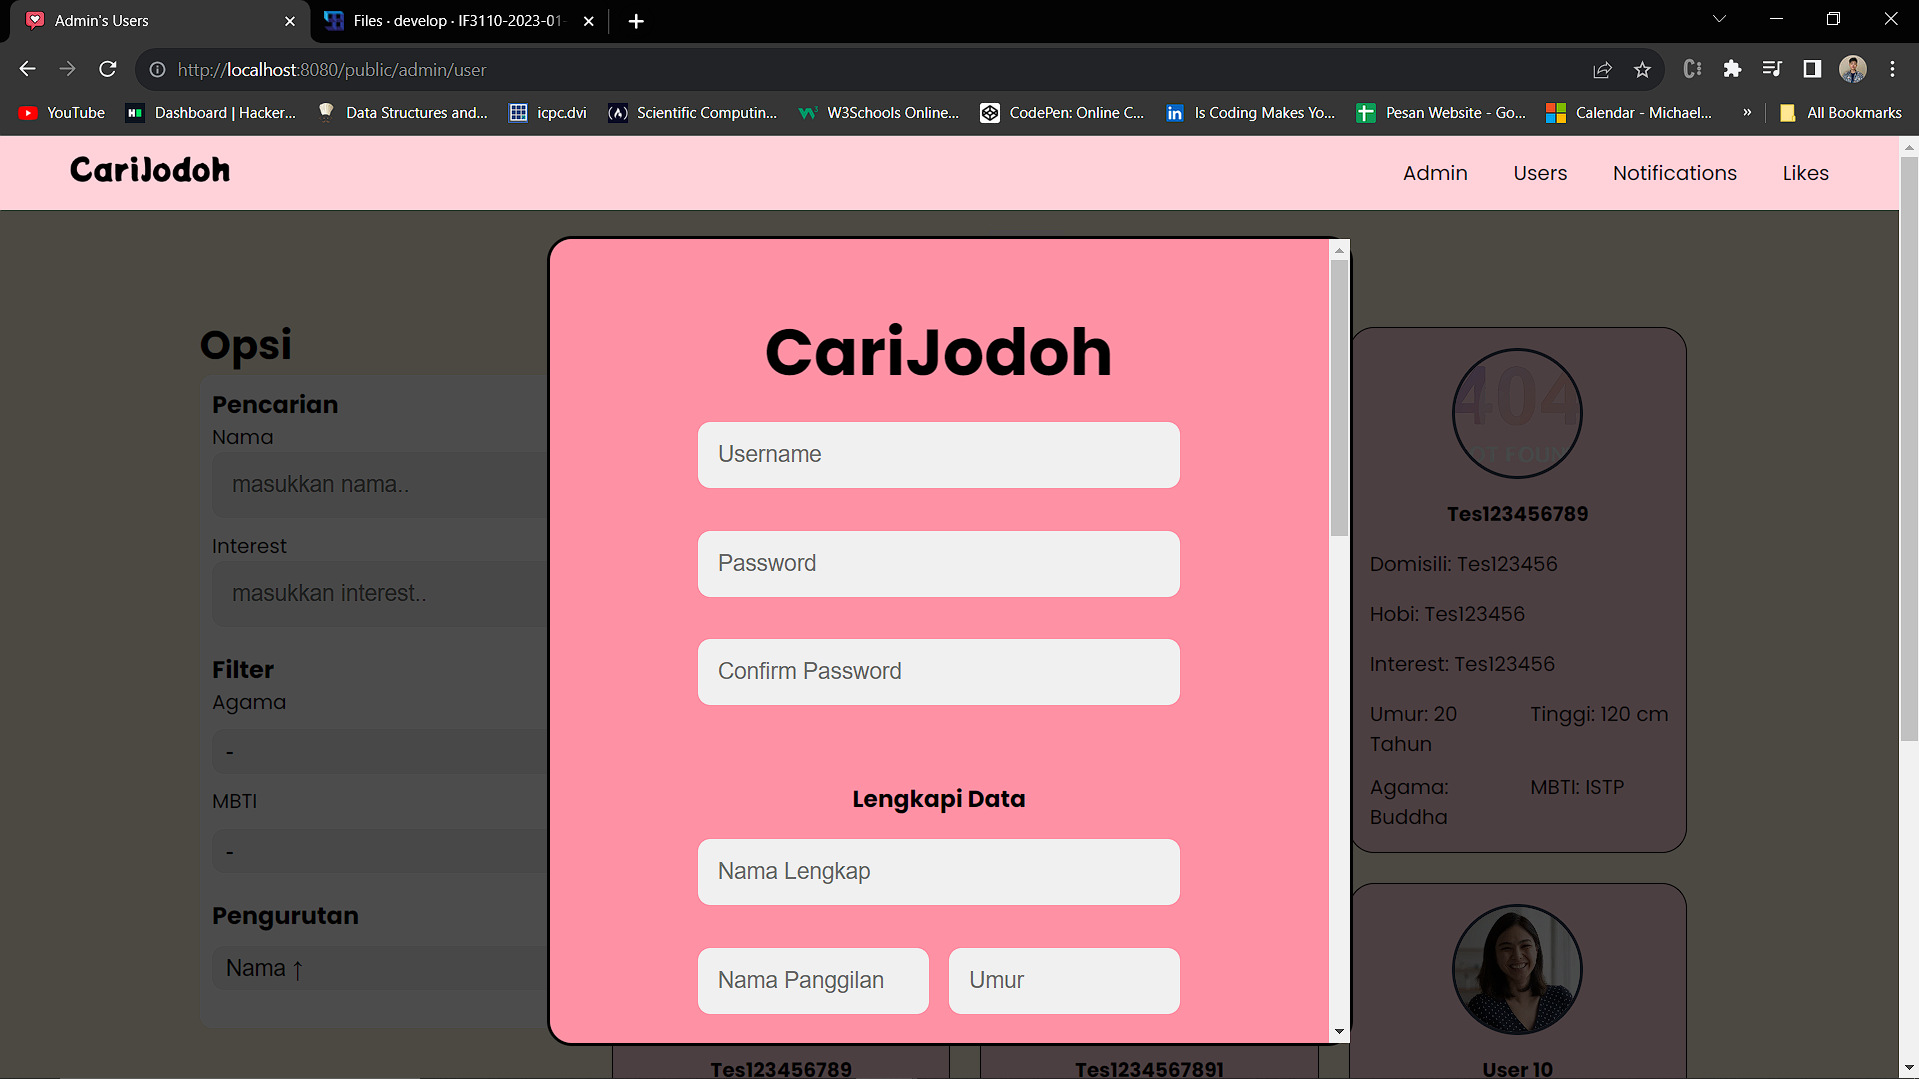 Admin's Users
Files · develop · IF3110-2023-01-
http://localhost:8080/public/admin/user
YouTube
Dashboard | Hacker...
Data Structures and...
icpc.dvi
Scientific Computin...
W3Schools Online...
CodePen: Online C...
Is Coding Makes Yo...
Pesan Website - Go...
Calendar - Michael...
»
All Bookmarks
CariJodoh
Admin
Users
Notifications
Likes
Opsi
Pencarian
Nama
masukkan nama..
Interest
masukkan interest..
Filter
Agama
-
MBTI
-
Pengurutan
Nama ↑
CariJodoh
Username
Password
Confirm Password
Lengkapi Data
Nama Lengkap
Nama Panggilan
Umur
404
Tes123456789
Domisili: Tes123456
Hobi: Tes123456
Interest: Tes123456
Umur: 20
Tahun
Tinggi: 120 cm
Agama:
Buddha
MBTI: ISTP
Tes123456789
Tes1234567891
User 10